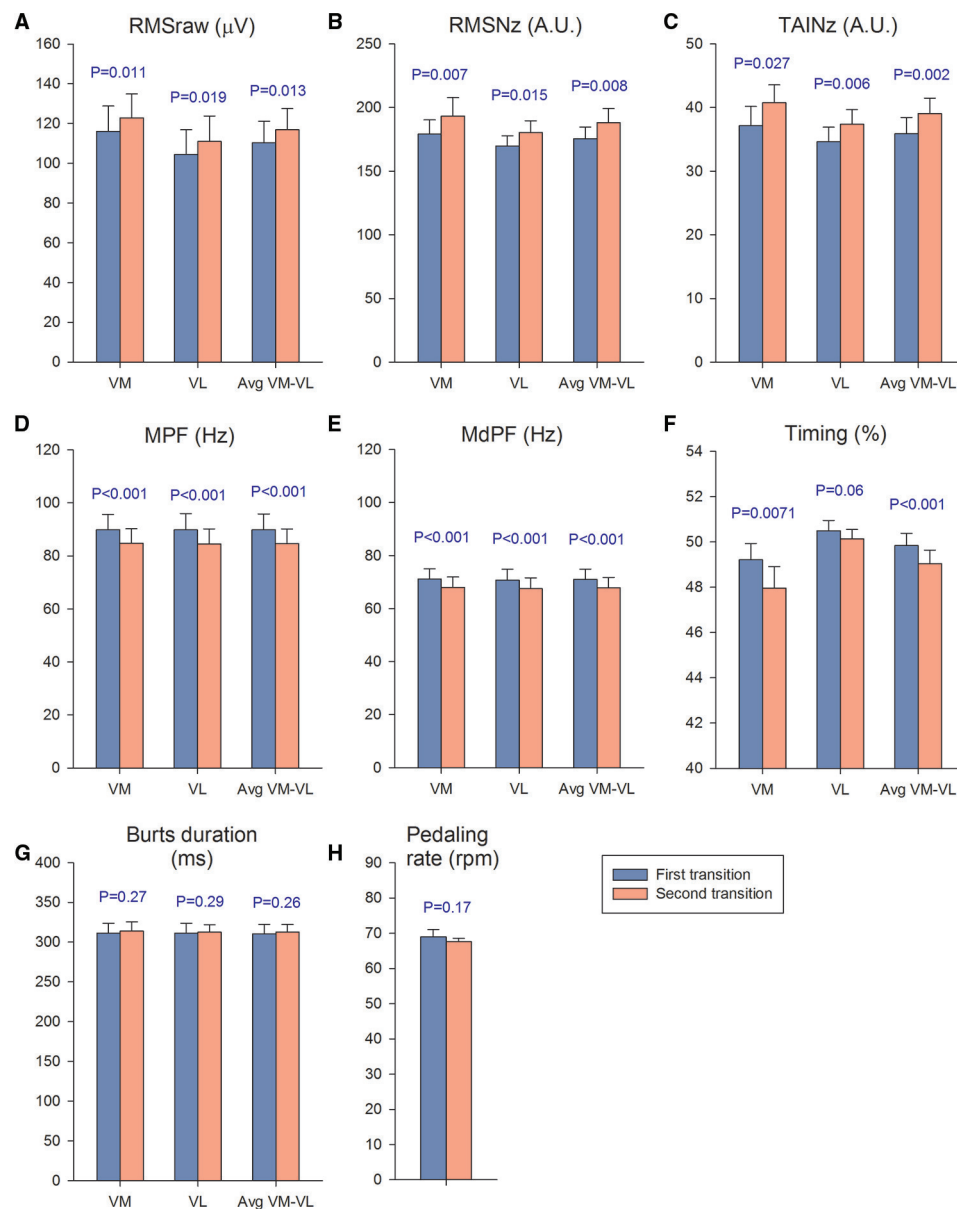 A
RMSraw (μV)
160
140
120
100
80
60
40
20
0
P=0.011
P=0.019
P=0.013
VM
VL
Avg VM-VL
B
RMSNz (A.U.)
250
200
150
100
50
0
P=0.007
P=0.015
P=0.008
VM
VL
Avg VM-VL
C
TAINz (A.U.)
50
40
30
20
10
0
P=0.027
P=0.006
P=0.002
VM
VL
Avg VM-VL
D
MPF (Hz)
120
100
80
60
40
20
0
P<0.001
P<0.001
P<0.001
VM
VL
Avg VM-VL
E
MdPF (Hz)
120
100
80
60
40
20
0
P<0.001
P<0.001
P<0.001
VM
VL
Avg VM-VL
F
Timing (%)
54
52
50
48
46
44
42
40
P=0.0071
P=0.06
P<0.001
VM
VL
Avg VM-VL
G
Burts duration
(ms)
400
350
300
250
200
150
100
50
0
P=0.27
P=0.29
P=0.26
VM
VL
Avg VM-VL
H
Pedaling
rate (rpm)
90
80
70
60
50
40
30
20
10
0
P=0.17
First transition
Second transition